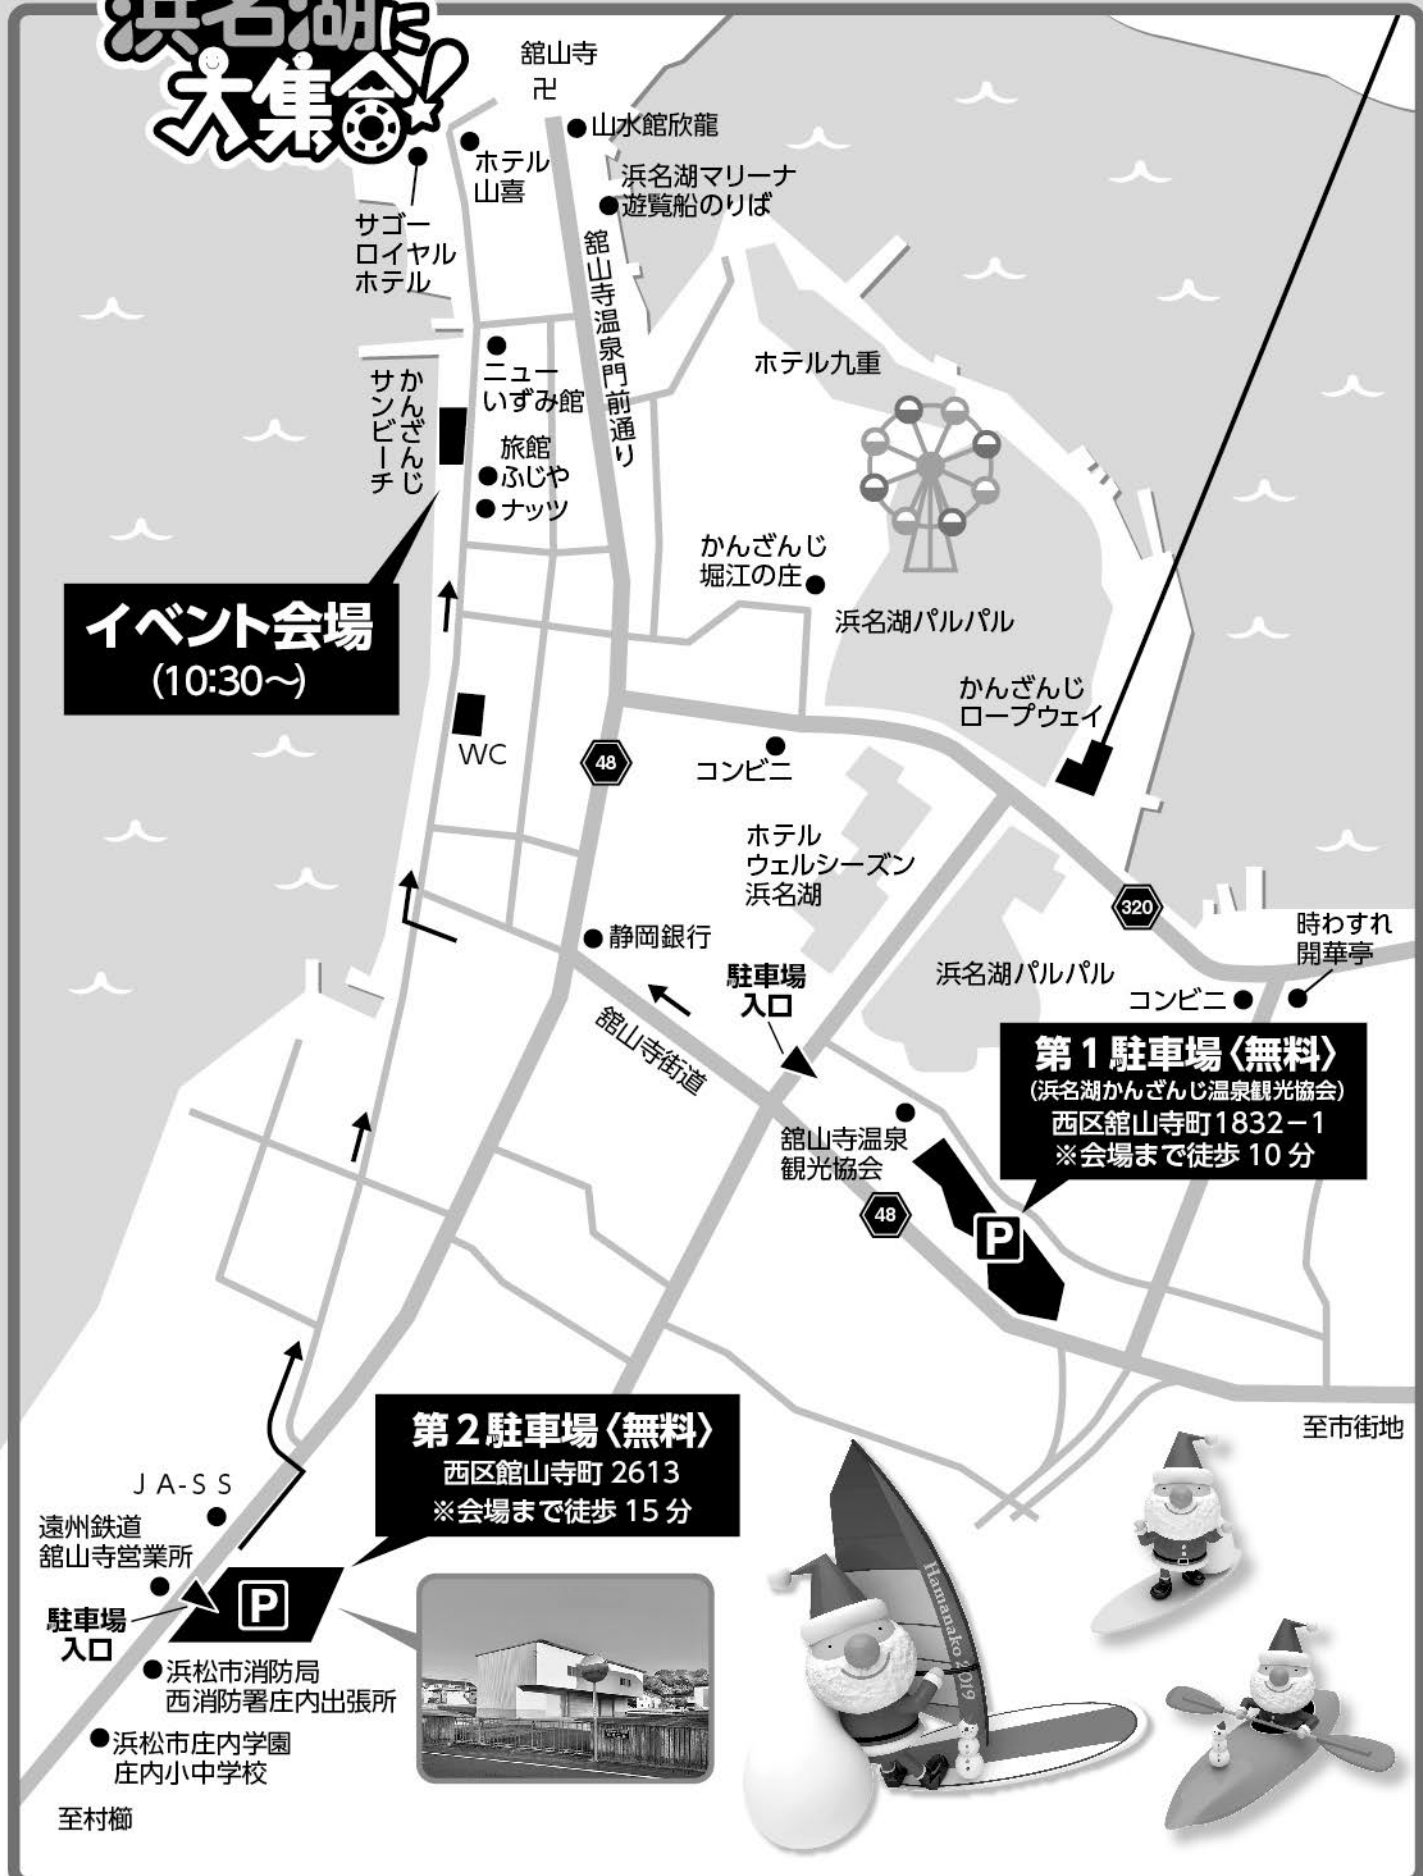 浜名湖に
大集合!
舘山寺
卍
山水館欣龍
ホテル
山喜
浜名湖マリーナ
遊覧船のりば
サゴー
ロイヤル
ホテル
舘山寺温泉門前通り
ニュー
いずみ館
かんざんじ
サンビーチ
旅館
ふじや
ナッツ
ホテル九重
かんざんじ
堀江の庄
浜名湖パルパル
イベント会場
(10:30〜)
かんざんじ
ロープウェイ
WC
48
コンビニ
ホテル
ウェルシーズン
浜名湖
320
静岡銀行
時わすれ
開華亭
駐車場
入口
浜名湖パルパル
コンビニ
舘山寺街道
第1駐車場〈無料〉
(浜名湖かんざんじ温泉観光協会)
西区舘山寺町1832−1
※会場まで徒歩 10 分
舘山寺温泉
観光協会
48
P
至市街地
第2駐車場〈無料〉
西区館山寺町 2613
※会場まで徒歩 15 分
JA-SS
遠州鉄道
舘山寺営業所
P
駐車場
入口
浜松市消防局
西消防署庄内出張所
浜松市庄内学園
庄内小中学校
至村櫛
Hamanako 2019